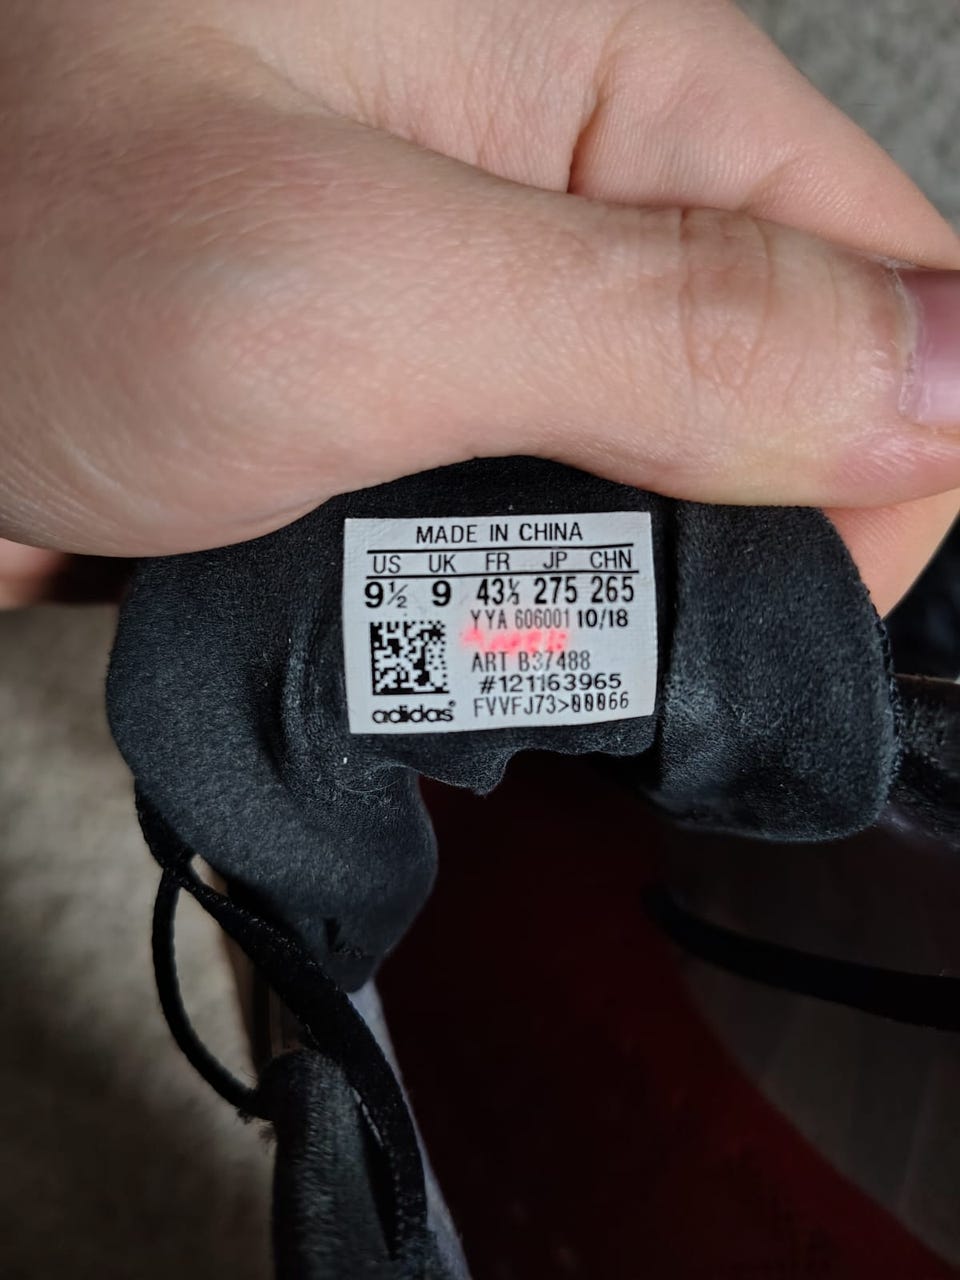 MADE IN CHINA
US UK FR JP CHN
9½ 9 43⅓ 275 265
YYA 606001 10/18
ART B37488
#121163965
adidas® FVVFJ73>00066